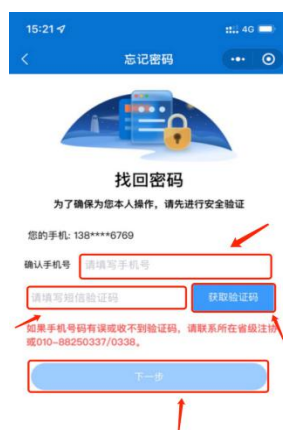 15:21 4G
忘记密码
找回密码
为了确保为您本人操作，请先进行安全验证
您的手机: 138****6769
确认手机号 请填写手机号
请填写短信验证码 获取验证码
如果手机号码有误或收不到验证码，请联系所在省级注协
或010-88250337/0338。
下一步